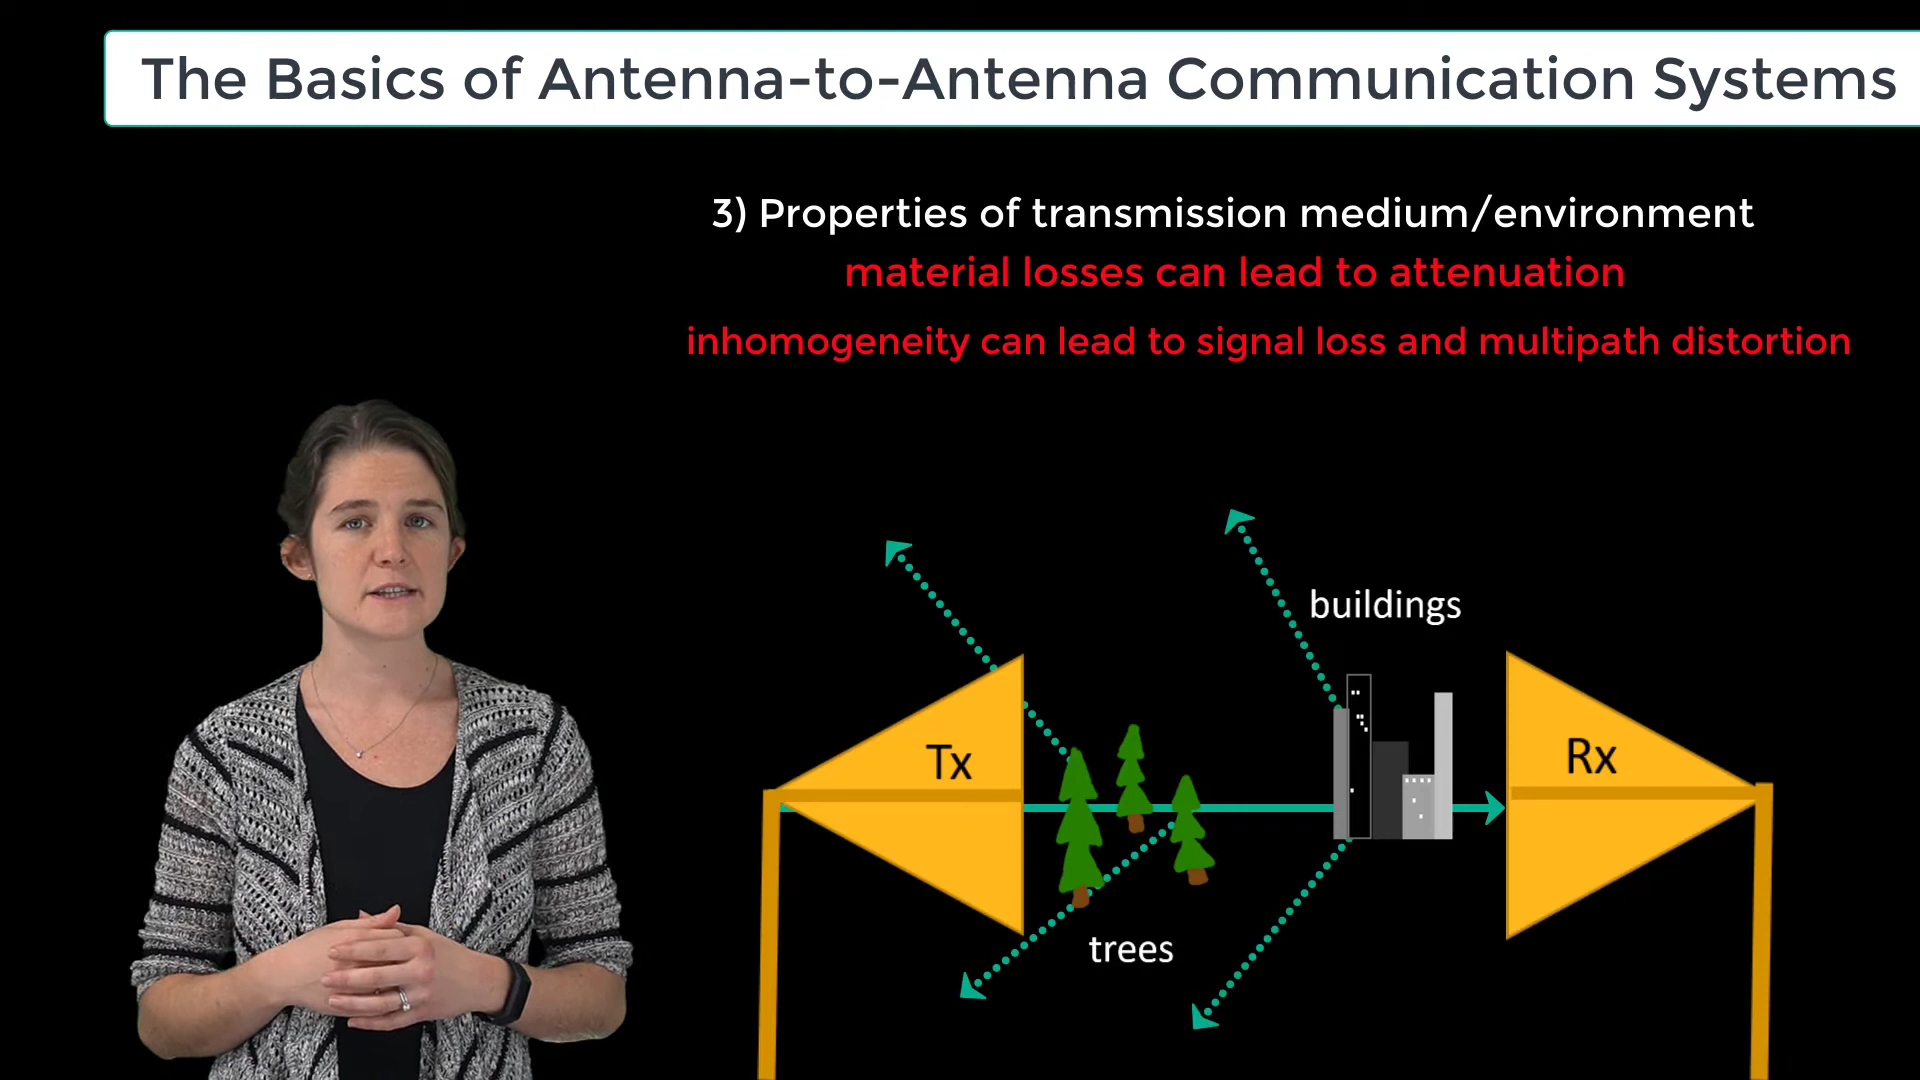 The Basics of Antenna-to-Antenna Communication Systems
3) Properties of transmission medium/environment
material losses can lead to attenuation
inhomogeneity can lead to signal loss and multipath distortion
buildings
Tx
Rx
trees